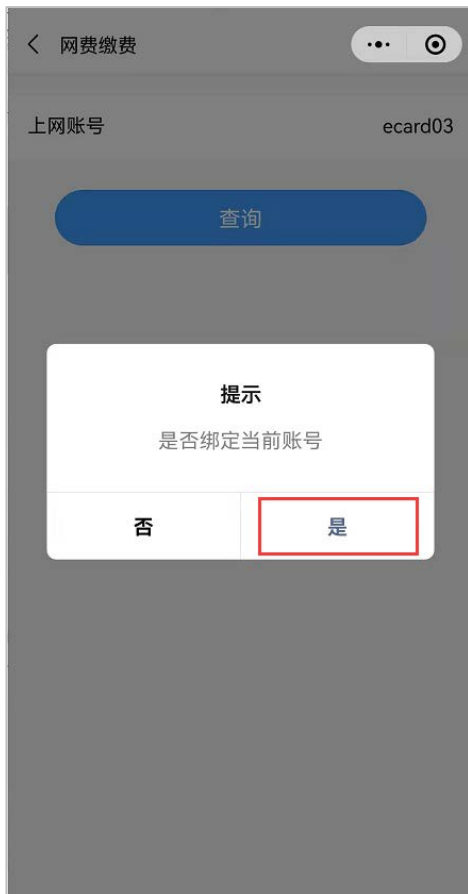 网费缴费
上网账号 ecard03
查询
提示
是否绑定当前账号
否 是